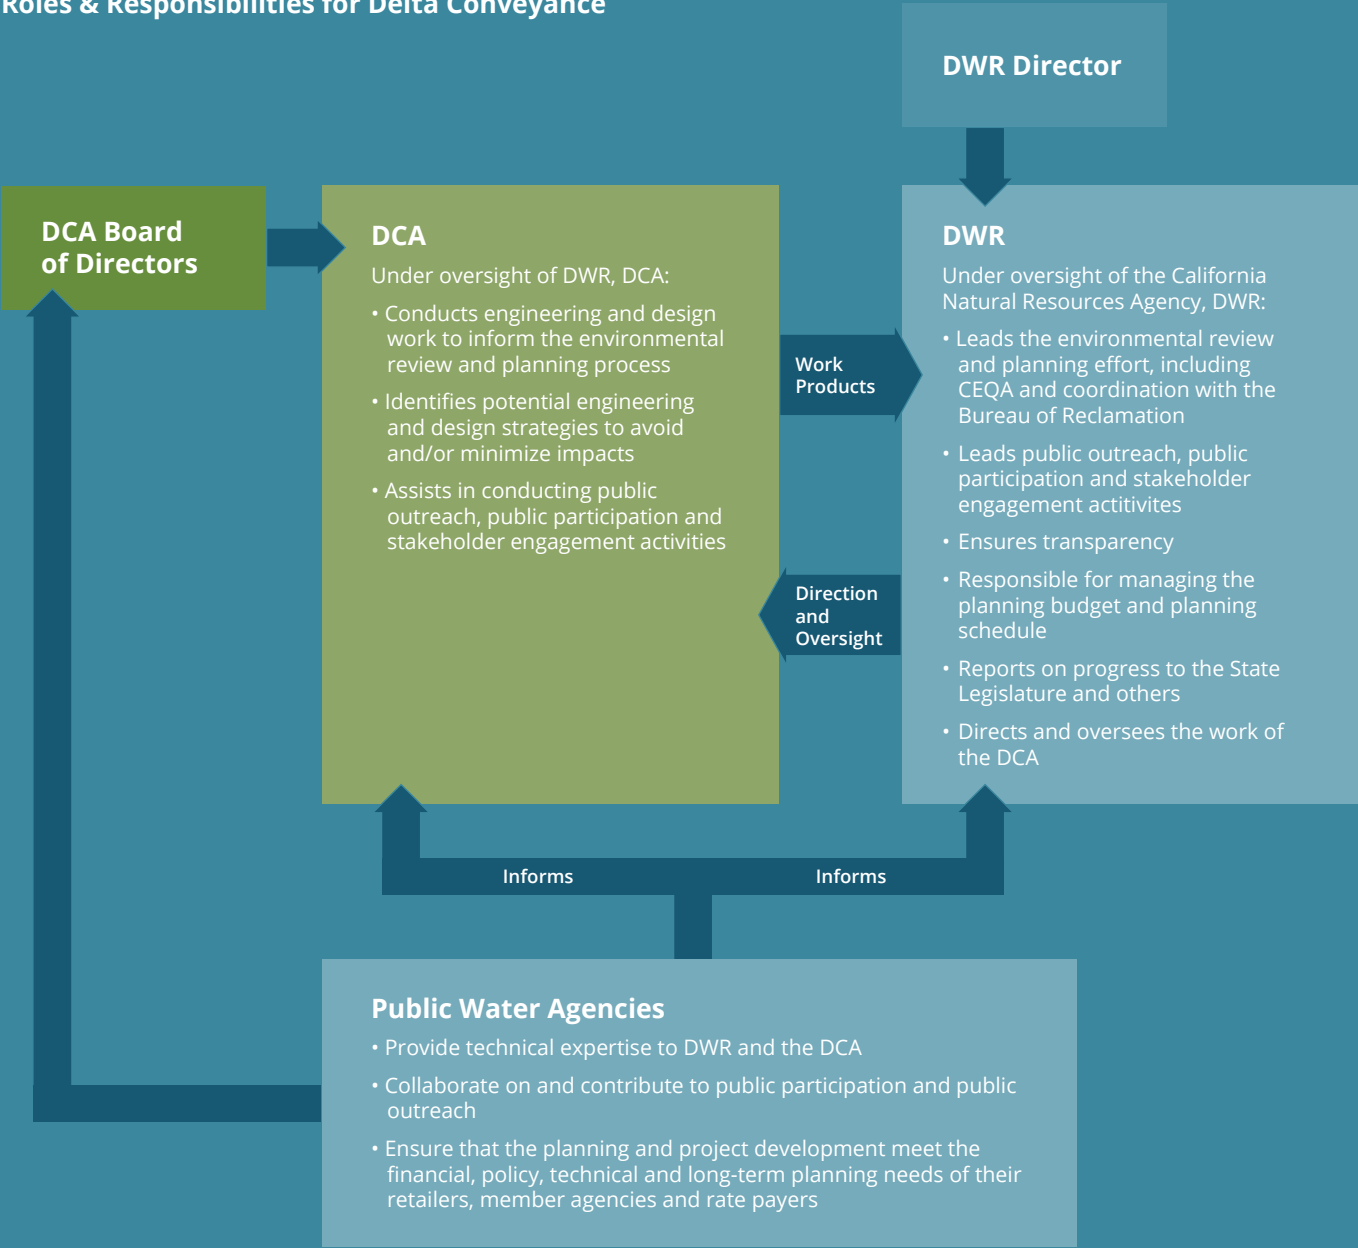 Roles & Responsibilities for Delta Conveyance
DWR Director
DCA Board
of Directors
DCA
Under oversight of DWR, DCA:
• Conducts engineering and design
work to inform the environmental
review and planning process
• Identifies potential engineering
and design strategies to avoid
and/or minimize impacts
• Assists in conducting public
outreach, public participation and
stakeholder engagement activities
Work
Products
Direction
and
Oversight
DWR
Under oversight of the California
Natural Resources Agency, DWR:
• Leads the environmental review
and planning effort, including
CEQA and coordination with the
Bureau of Reclamation
• Leads public outreach, public
participation and stakeholder
engagement actitivites
• Ensures transparency
• Responsible for managing the
planning budget and planning
schedule
• Reports on progress to the State
Legislature and others
• Directs and oversees the work of
the DCA
Informs
Informs
Public Water Agencies
• Provide technical expertise to DWR and the DCA
• Collaborate on and contribute to public participation and public
outreach
• Ensure that the planning and project development meet the
financial, policy, technical and long-term planning needs of their
retailers, member agencies and rate payers